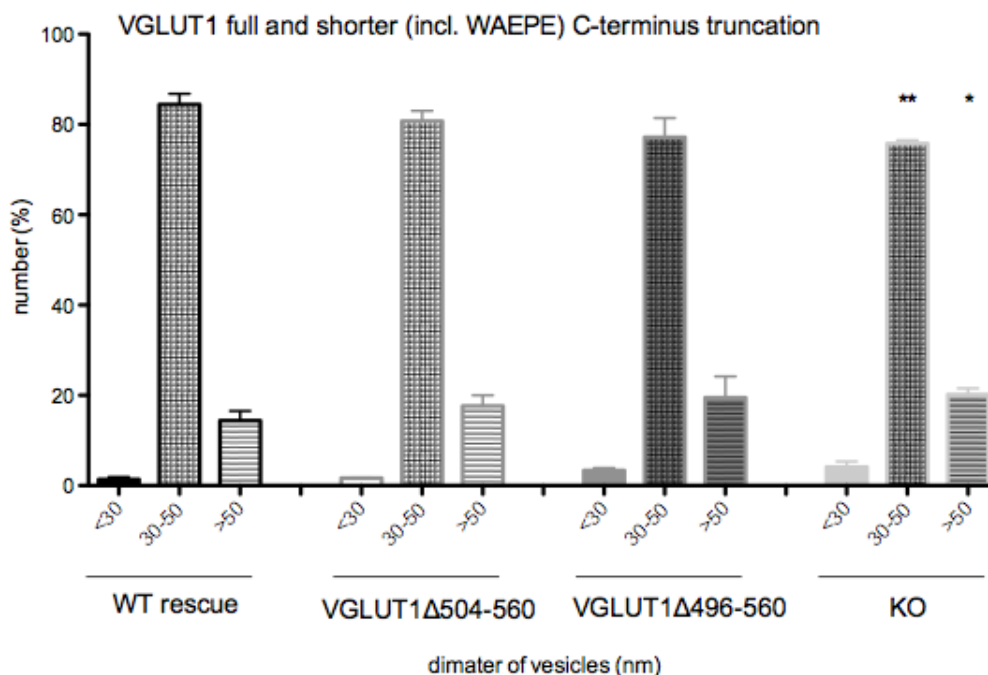 VGLUT1 full and shorter (incl. WAEPE) C-terminus truncation
number (%)
100
80
60
40
20
0
** *
<30 30-50 >50 <30 30-50 >50 <30 30-50 >50 <30 30-50 >50
WT rescue VGLUT1Δ504-560 VGLUT1Δ496-560 KO
dimater of vesicles (nm)